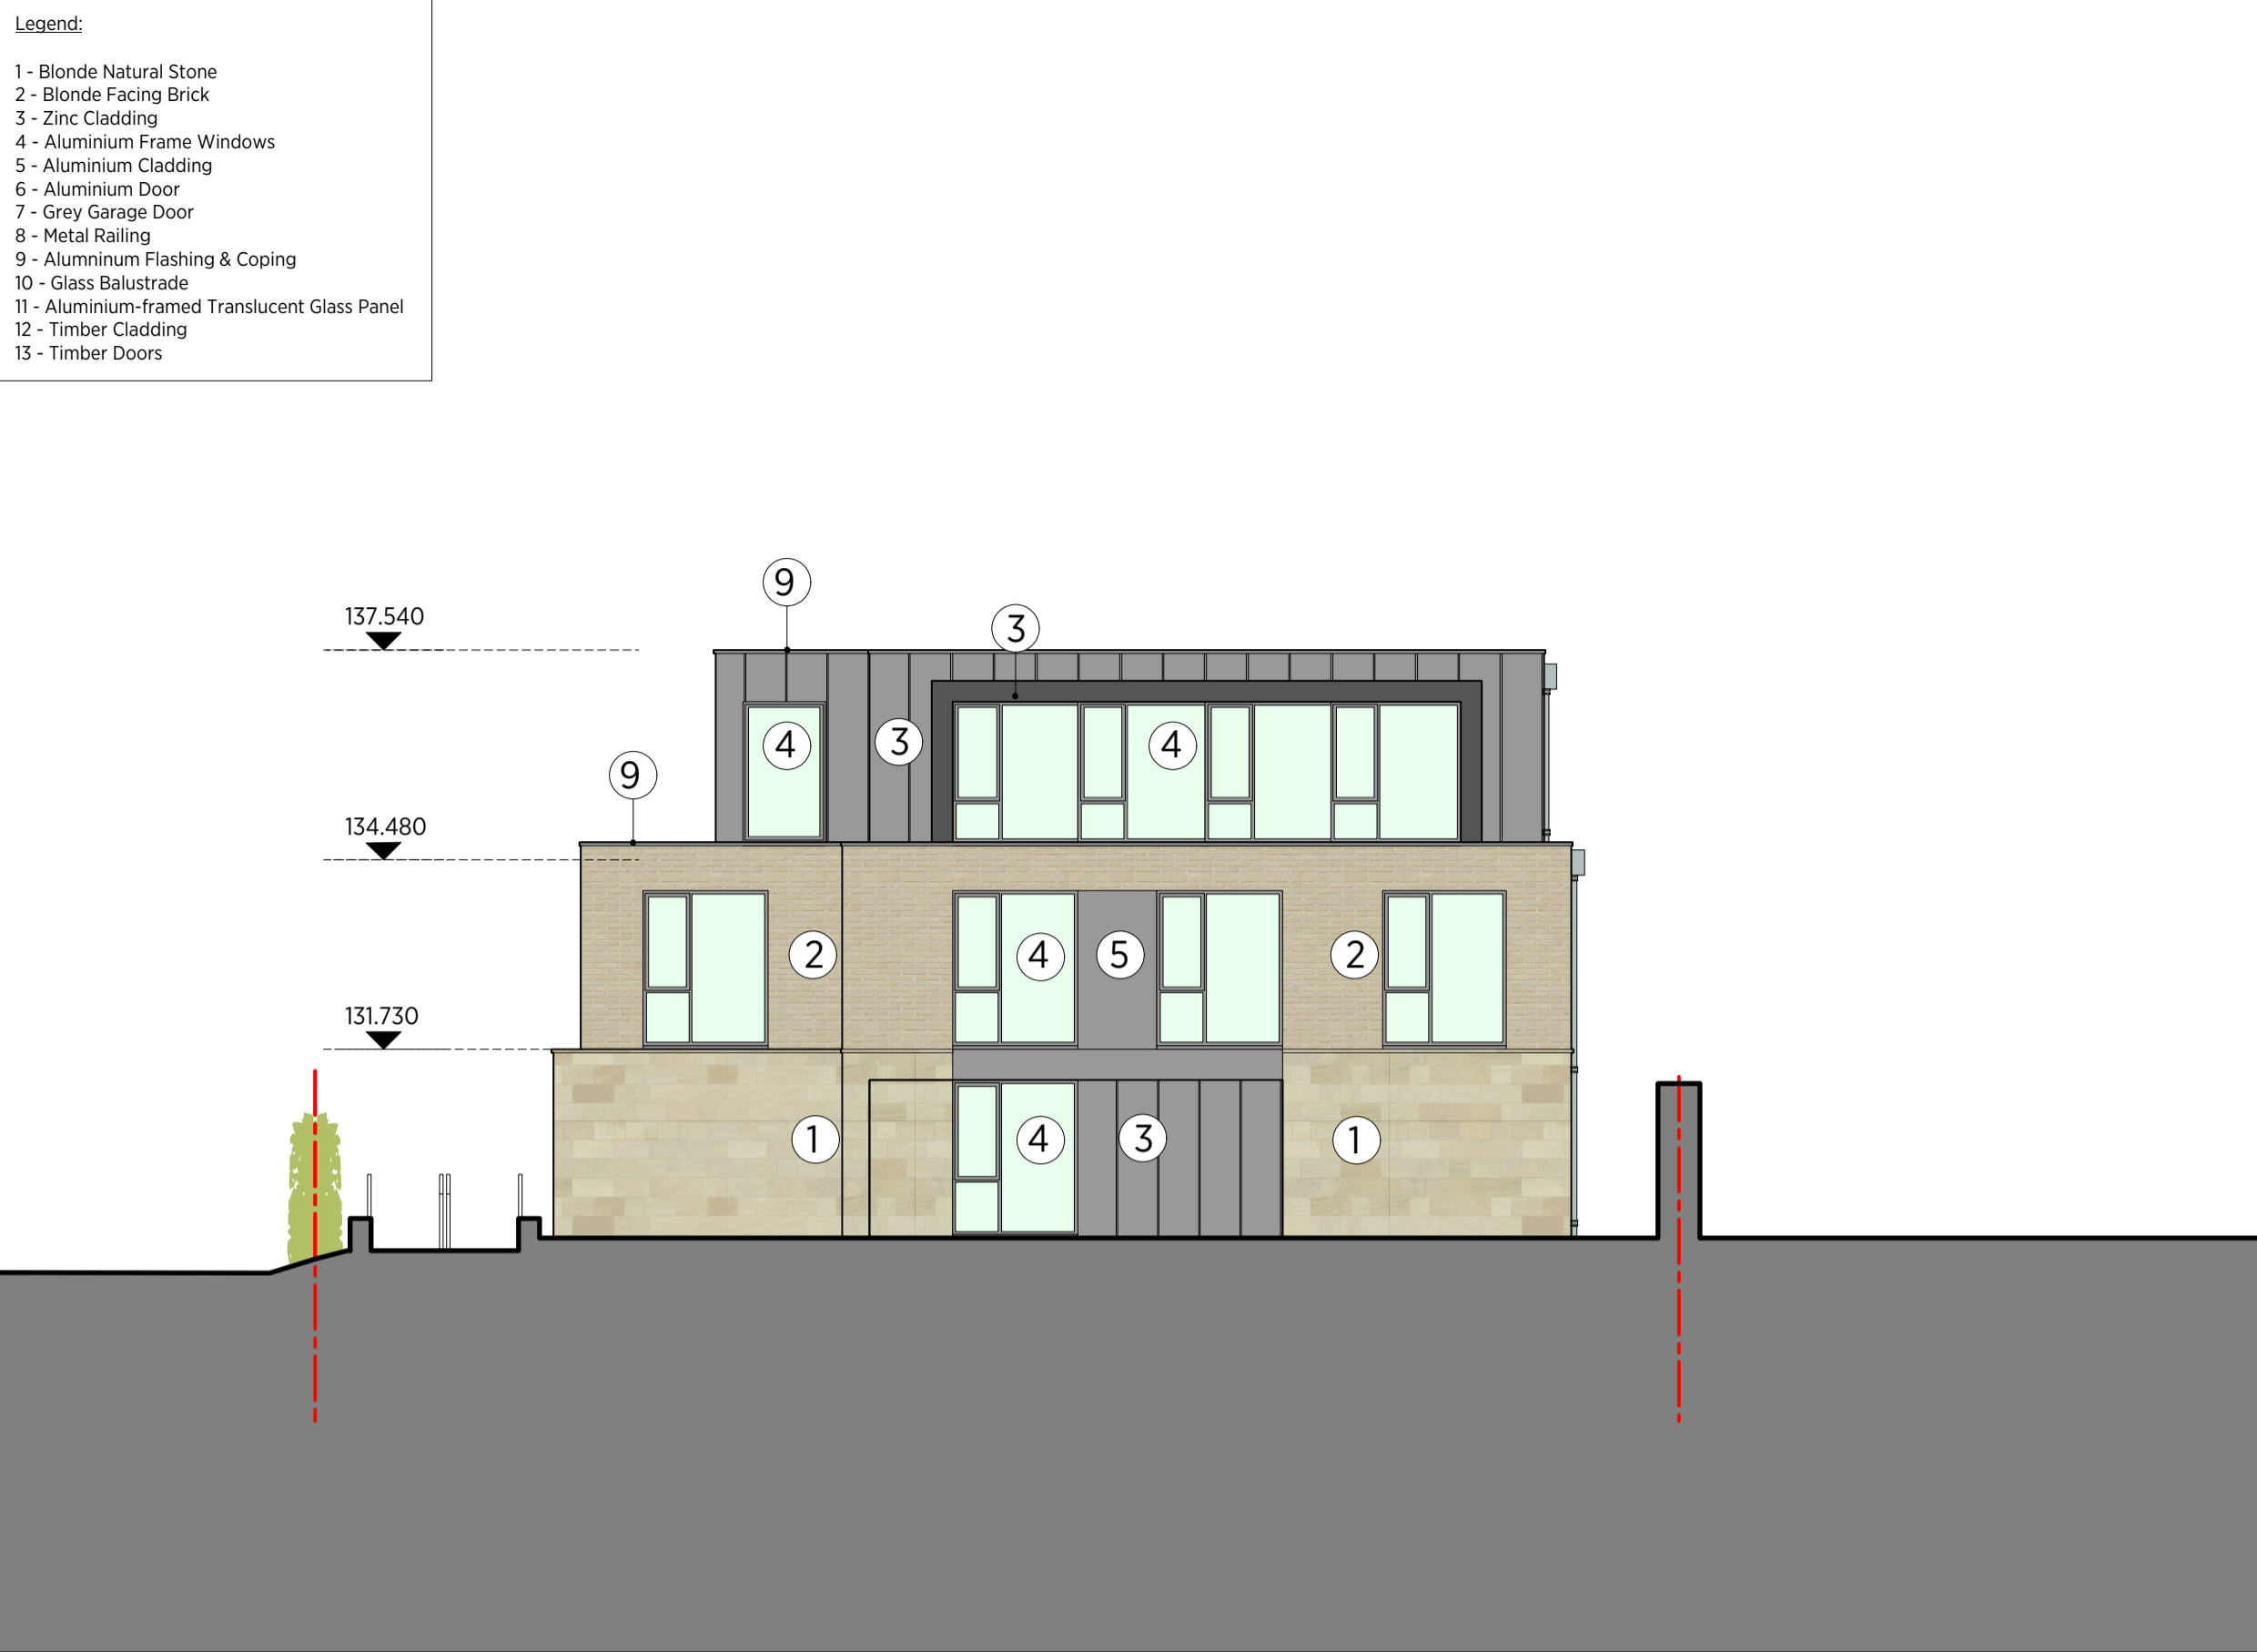 Legend:
1 - Blonde Natural Stone
2 - Blonde Facing Brick
3 - Zinc Cladding
4 - Aluminium Frame Windows
5 - Aluminium Cladding
6 - Aluminium Door
7 - Grey Garage Door
8 - Metal Railing
9 - Alumninum Flashing & Coping
10 - Glass Balustrade
11 - Aluminium-framed Translucent Glass Panel
12 - Timber Cladding
13 - Timber Doors
9
137.540
3
4
3
4
9
134.480
2
4
5
2
131.730
1
4
3
1